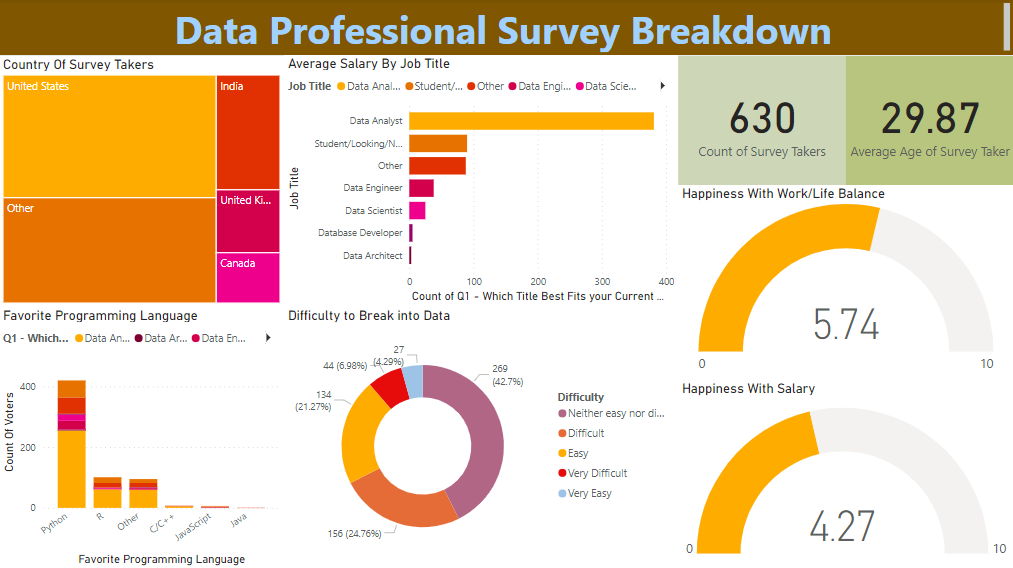 Data Professional Survey Breakdown
Country Of Survey Takers
United States
India
Other
United Ki...
Canada
Average Salary By Job Title
Job Title Data Anal... Student/... Other Data Engi... Data Scie...
Job Title
Data Analyst
Student/Looking/N...
Other
Data Engineer
Data Scientist
Database Developer
Data Architect
0 100 200 300 400
Count of Q1 - Which Title Best Fits your Current ...
630
Count of Survey Takers
29.87
Average Age of Survey Taker
Happiness With Work/Life Balance
5.74
0 10
Favorite Programming Language
Q1 - Which... Data An... Data Ar... Data En...
Count Of Voters
400
200
0
Python R Other C/C++ JavaScript Java
Favorite Programming Language
Difficulty to Break into Data
27
(4.29%)
44 (6.98%)
269
(42.7%)
134
(21.27%)
156 (24.76%)
Difficulty
Neither easy nor di...
Difficult
Easy
Very Difficult
Very Easy
Happiness With Salary
4.27
0 10